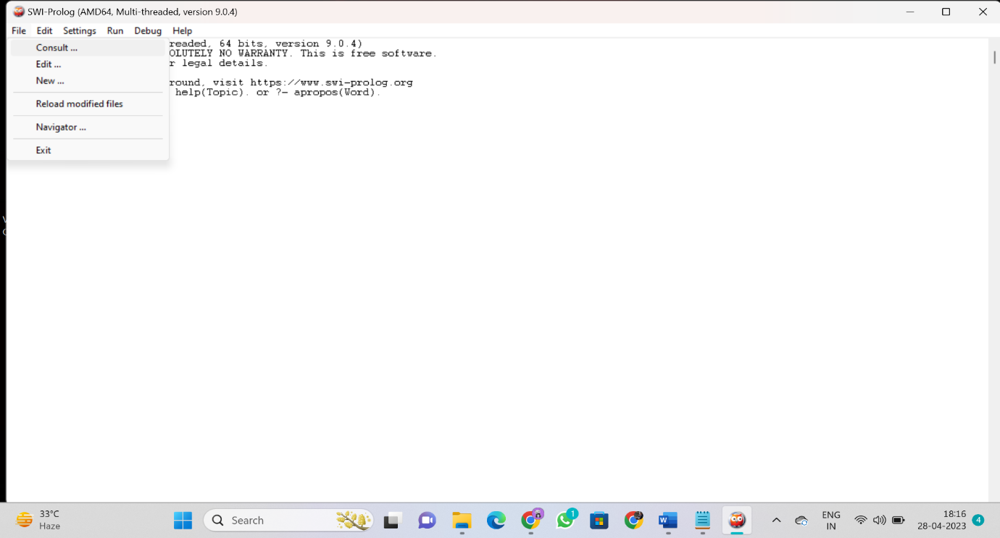 SWI-Prolog (AMD64, Multi-threaded, version 9.0.4)
File Edit Settings Run Debug Help
Consult ...
Edit ...
New ...
Reload modified files
Navigator ...
Exit
readed, 64 bits, version 9.0.4)
OLUTELY NO WARRANTY. This is free software.
r legal details.
round, visit https://www.swi-prolog.org
help(Topic). or ?- apropos(Word).
33°C
Haze
Search
1
ENG
IN
18:16
28-04-2023
4